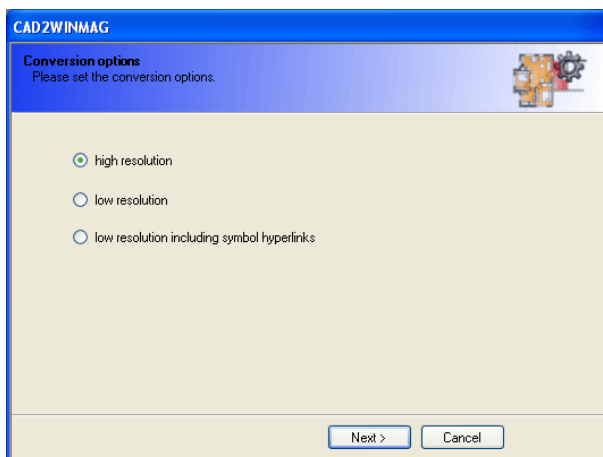 CAD2WINMAG
Conversion options
Please set the conversion options.
high resolution
low resolution
low resolution including symbol hyperlinks
Next >
Cancel